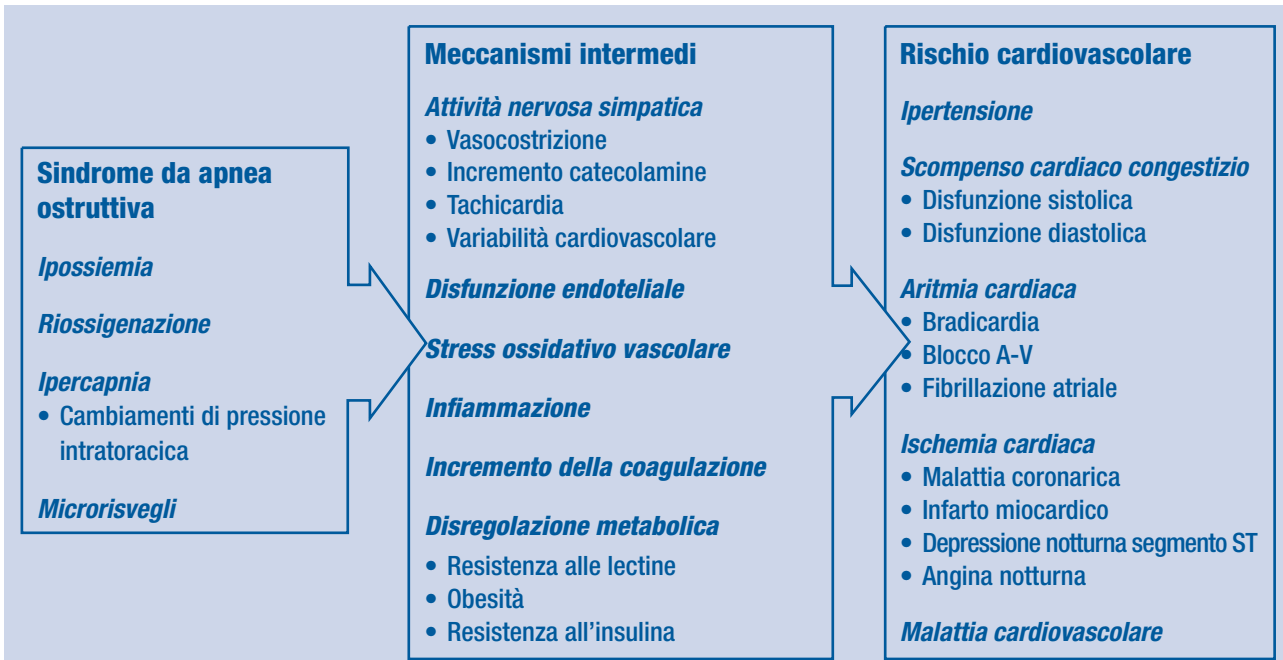 Sindrome da apnea
ostruttiva
Ipossiemia
Riossigenazione
Ipercapnia
• Cambiamenti di pressione
intratoracica
Microrisvegli
Meccanismi intermedi
Attività nervosa simpatica
• Vasocostrizione
• Incremento catecolamine
• Tachicardia
• Variabilità cardiovascolare
Disfunzione endoteliale
Stress ossidativo vascolare
Infiammazione
Incremento della coagulazione
Disregolazione metabolica
• Resistenza alle lectine
• Obesità
• Resistenza all’insulina
Rischio cardiovascolare
Ipertensione
Scompenso cardiaco congestizio
• Disfunzione sistolica
• Disfunzione diastolica
Aritmia cardiaca
• Bradicardia
• Blocco A-V
• Fibrillazione atriale
Ischemia cardiaca
• Malattia coronarica
• Infarto miocardico
• Depressione notturna segmento ST
• Angina notturna
Malattia cardiovascolare